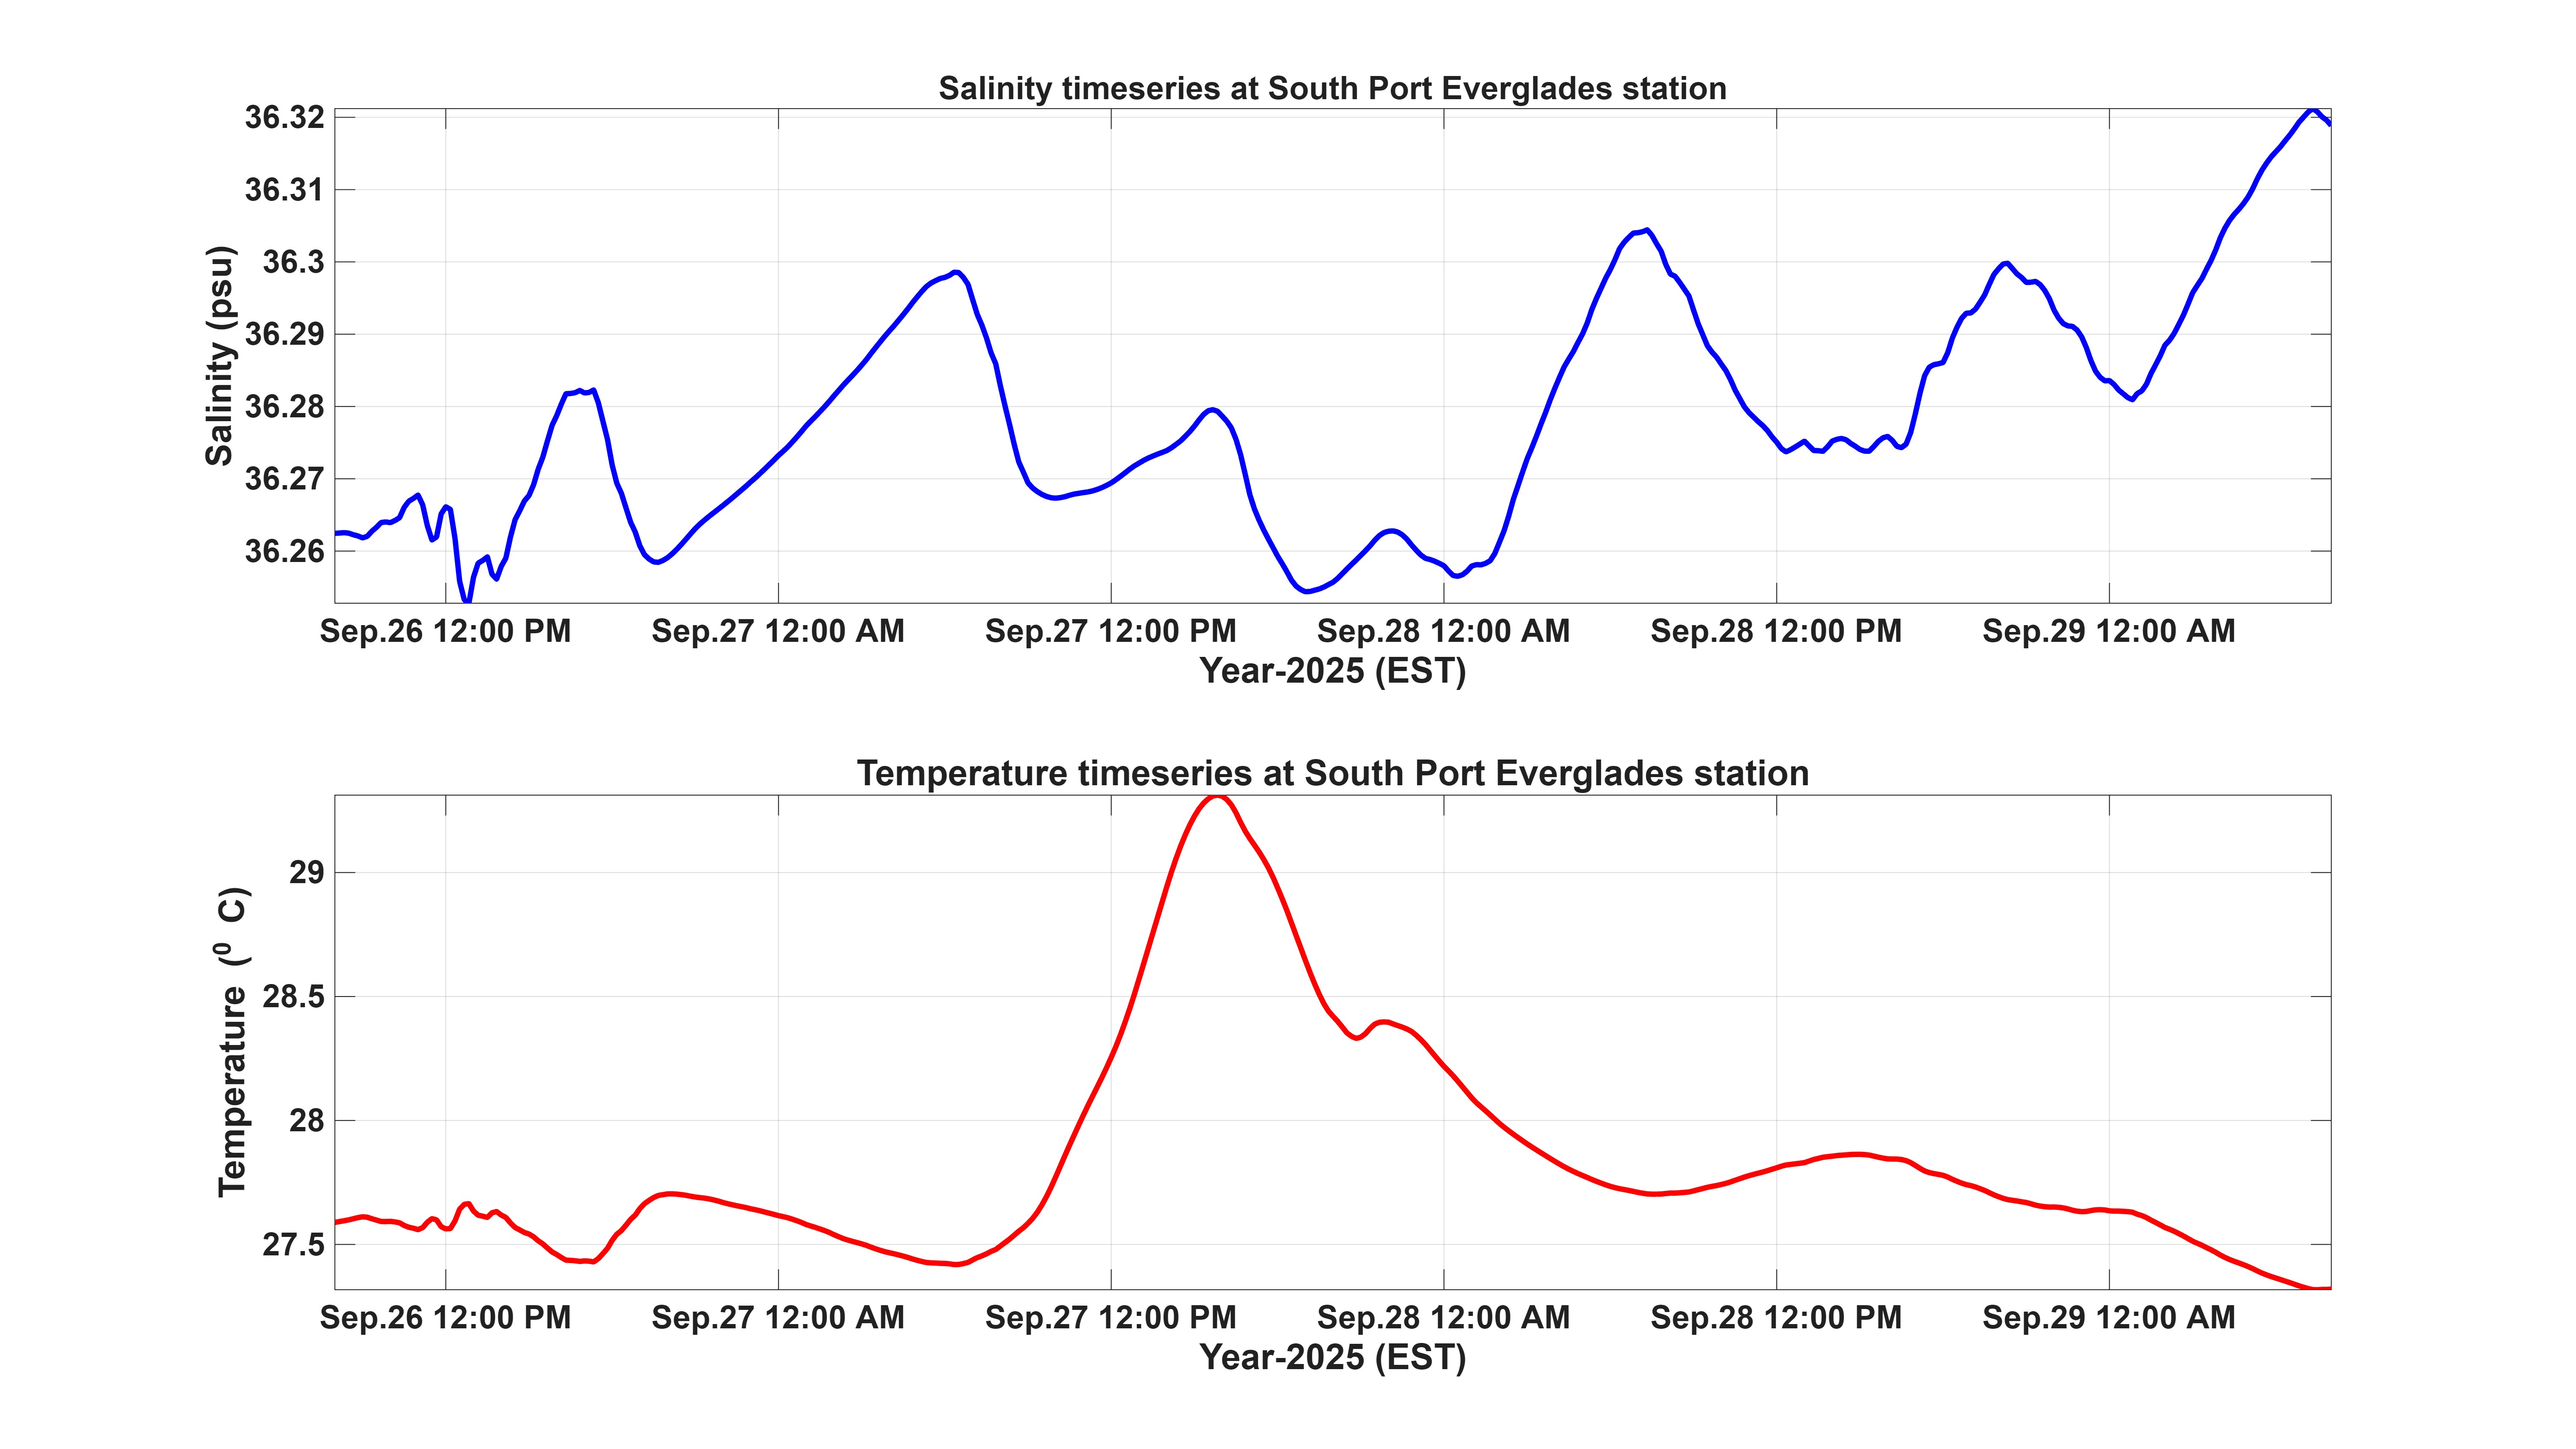 Salinity timeseries at South Port Everglades station
Salinity (psu)
36.32
36.31
36.3
36.29
36.28
36.27
36.26
Sep.26 12:00 PM Sep.27 12:00 AM Sep.27 12:00 PM Sep.28 12:00 AM Sep.28 12:00 PM Sep.29 12:00 AM
Year-2025 (EST)
Temperature timeseries at South Port Everglades station
Temperature (⁰ C)
29
28.5
28
27.5
Sep.26 12:00 PM Sep.27 12:00 AM Sep.27 12:00 PM Sep.28 12:00 AM Sep.28 12:00 PM Sep.29 12:00 AM
Year-2025 (EST)